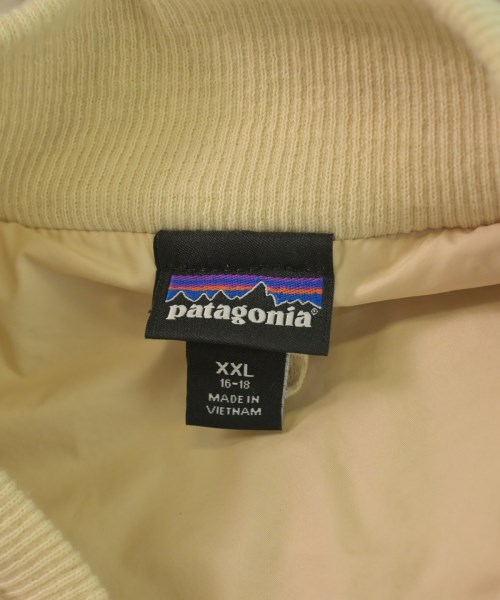 patagonia®
XXL
16-18
MADE IN
VIETNAM